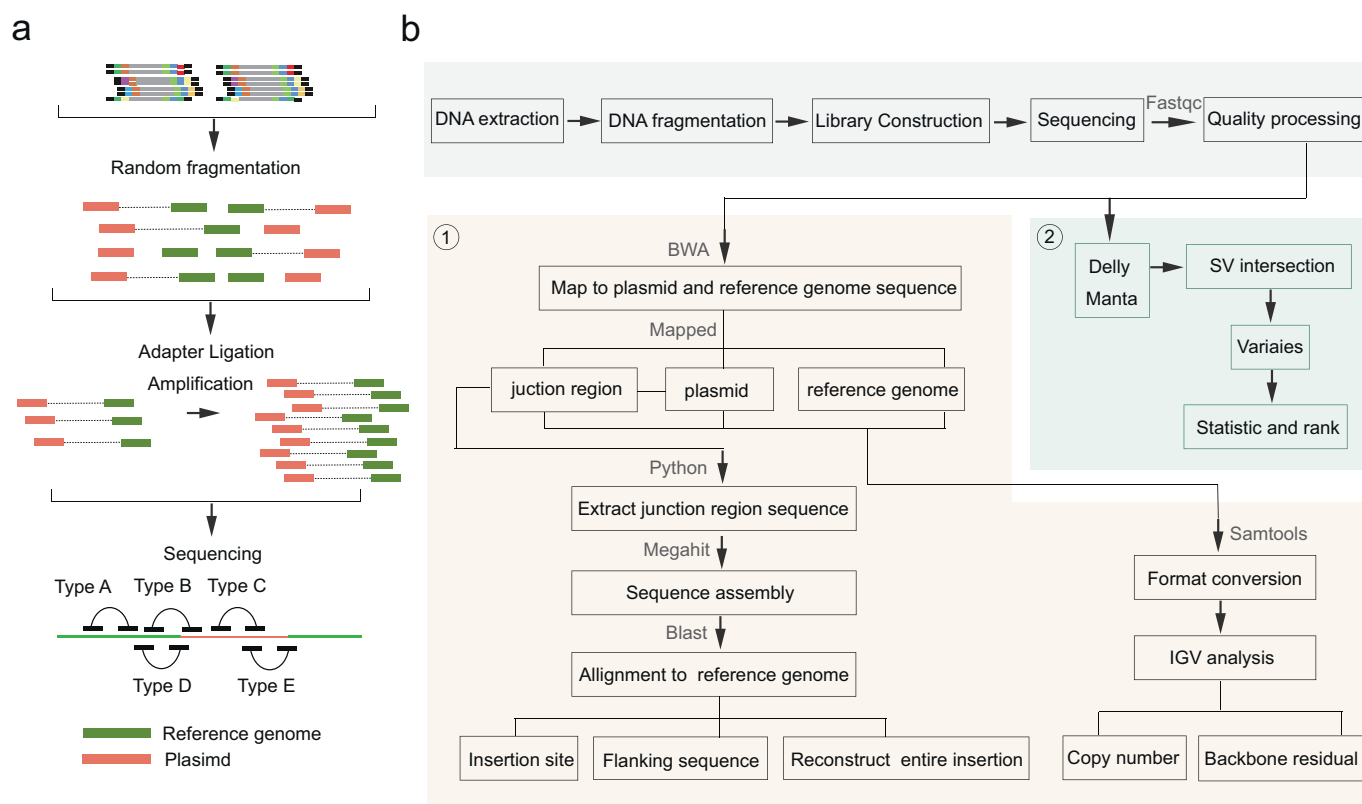 a
Random fragmentation
Adapter Ligation
Amplification
Sequencing
Type A
Type B
Type C
Type D
Type E
Reference genome
Plasimd
b
DNA extraction
DNA fragmentation
Library Construction
Sequencing
Fastqc
Quality processing
1
BWA
Map to plasmid and reference genome sequence
Mapped
juction region
plasmid
reference genome
Python
Extract junction region sequence
Megahit
Sequence assembly
Blast
Allignment to reference genome
Insertion site
Flanking sequence
Reconstruct entire insertion
Samtools
Format conversion
IGV analysis
Copy number
Backbone residual
2
Delly
Manta
SV intersection
Variaies
Statistic and rank